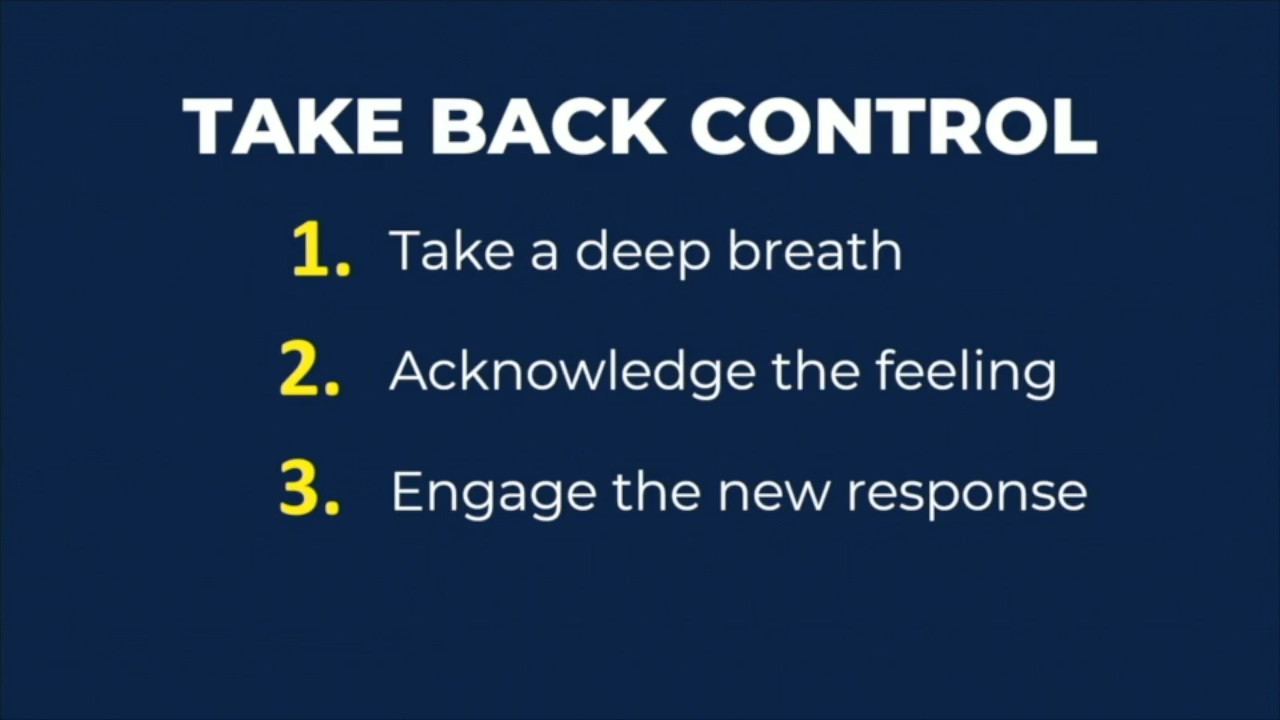 TAKE BACK CONTROL
1. Take a deep breath
2. Acknowledge the feeling
3. Engage the new response